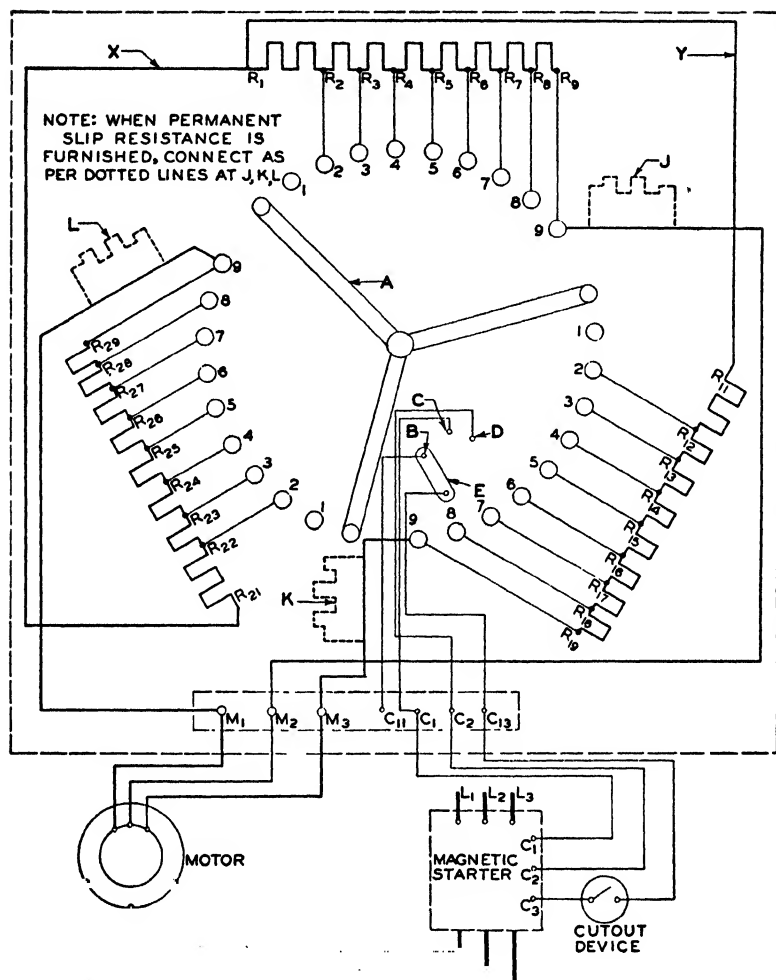 X
Y
R1 R2 R3 R4 R5 R6 R7 R8 R9
NOTE: WHEN PERMANENT
SLIP RESISTANCE IS
FURNISHED, CONNECT AS
PER DOTTED LINES AT J,K,L
1 2 3 4 5 6 7 8 9
J
L
A
9
8
7
6
5
4
3
2
1
R29
R28
R27
R26
R25
R24
R23
R22
R21
1
2
3
4
5
6
7
8
9
R11
R12
R13
R14
R15
R16
R17
R18
R19
C
D
B
E
K
M1 M2 M3 C11 C1 C2 C13
L1 L2 L3
MOTOR
MAGNETIC
STARTER
C1
C2
C3
CUTOUT
DEVICE